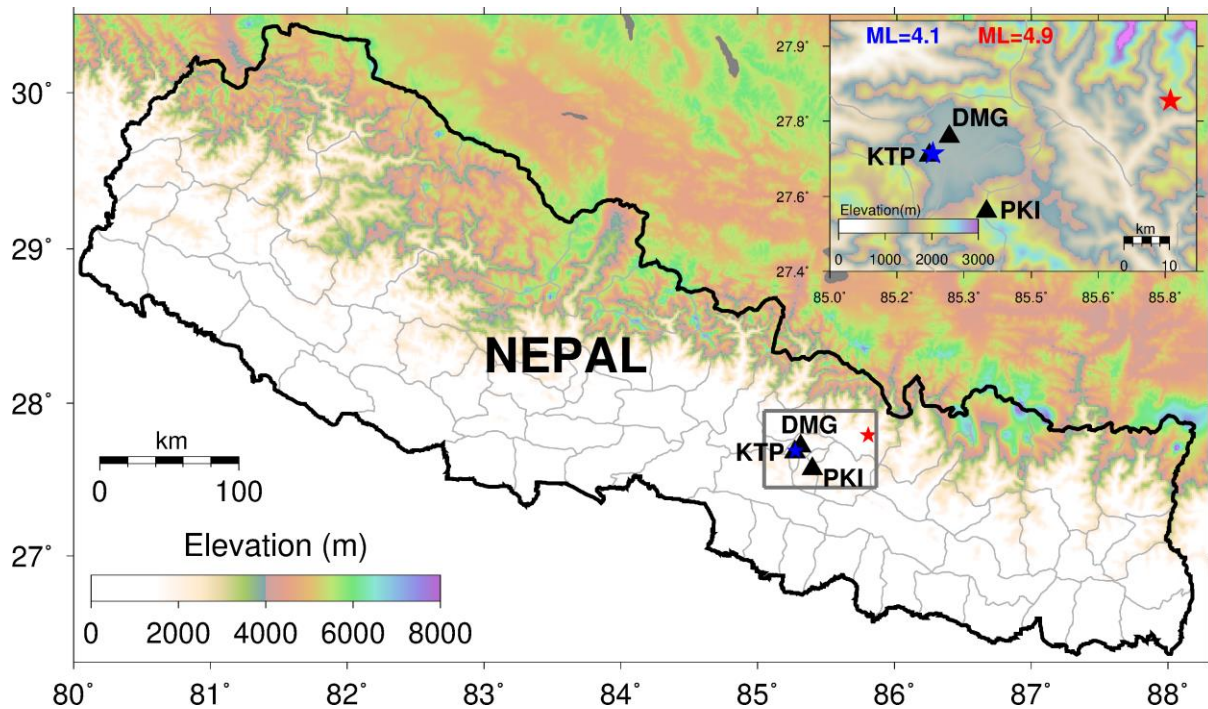 ML=4.1 ML=4.9
27.9˚
27.8˚
27.6˚
27.4˚
DMG
KTP
PKI
Elevation(m)
0 1000 2000 3000
km
0 10
85.0˚ 85.2˚ 85.3˚ 85.5˚ 85.6˚ 85.8˚
30˚
29˚
28˚
27˚
NEPAL
DMG
KTP
PKI
km
0 100
Elevation (m)
0 2000 4000 6000 8000
80˚ 81˚ 82˚ 83˚ 84˚ 85˚ 86˚ 87˚ 88˚